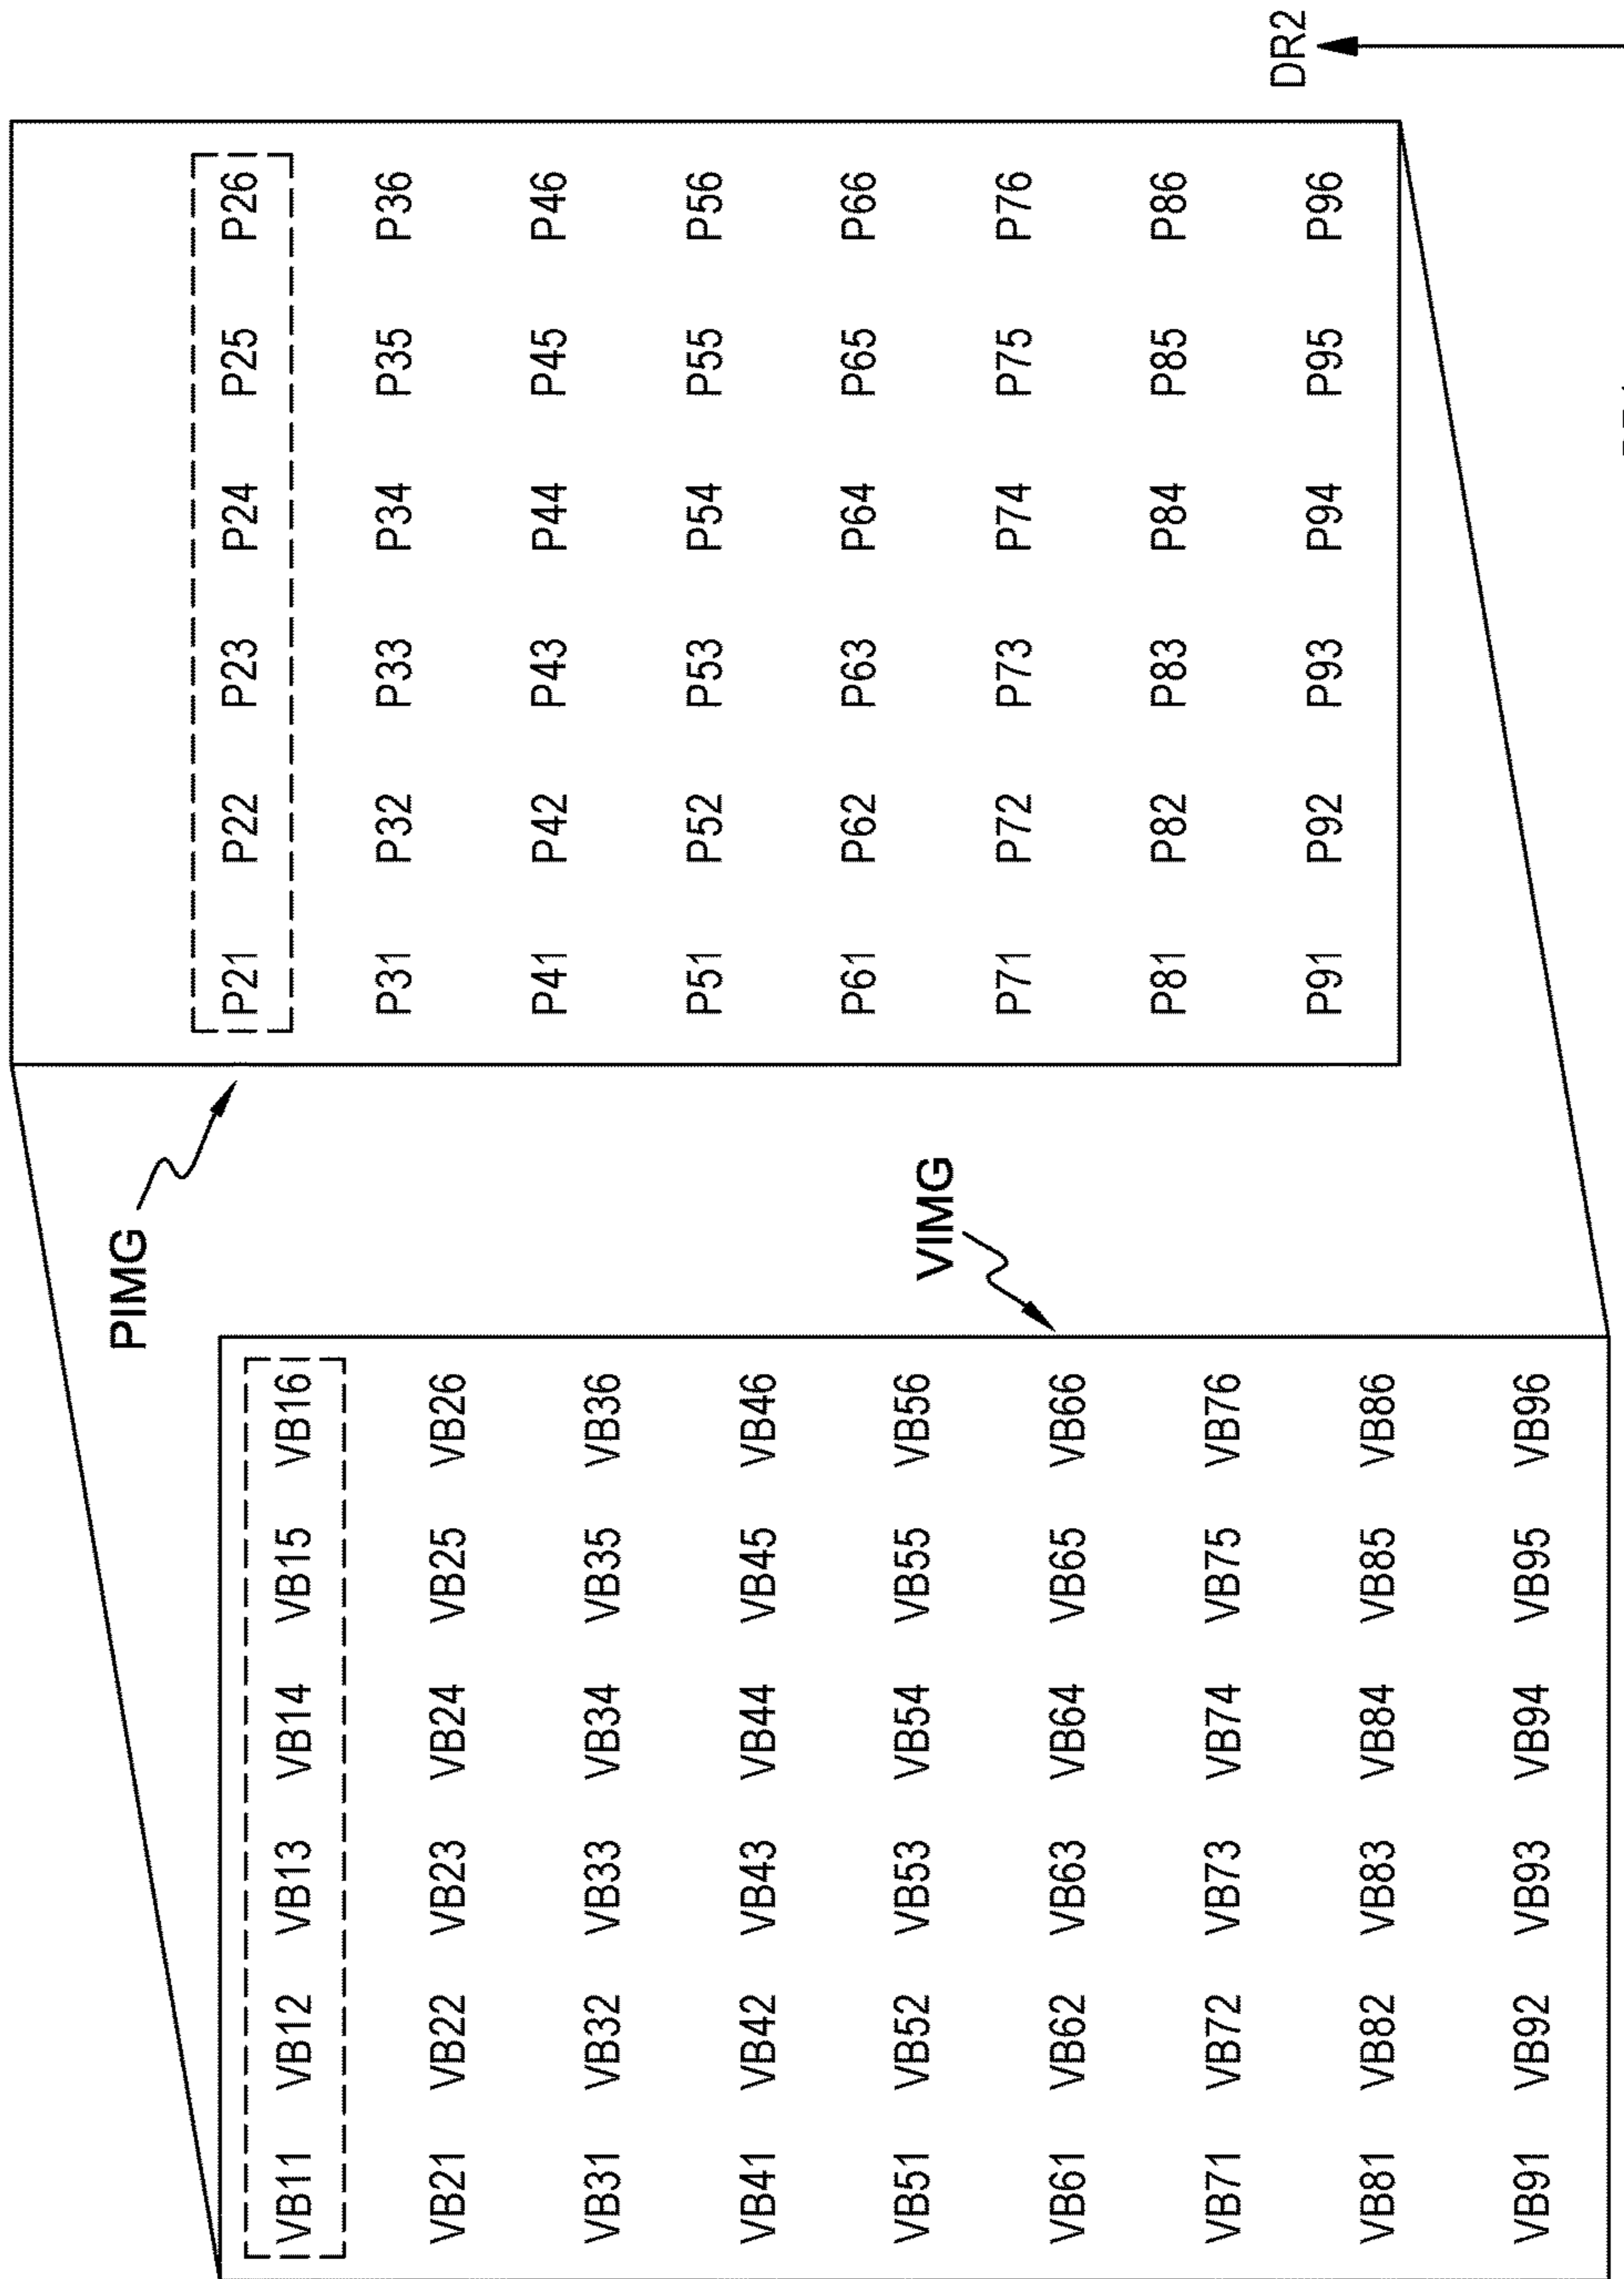 PIMG
VB11 VB12 VB13 VB14 VB15 VB16
VB21 VB22 VB23 VB24 VB25 VB26
VB31 VB32 VB33 VB34 VB35 VB36
VB41 VB42 VB43 VB44 VB45 VB46
VB51 VB52 VB53 VB54 VB55 VB56
VB61 VB62 VB63 VB64 VB65 VB66
VB71 VB72 VB73 VB74 VB75 VB76
VB81 VB82 VB83 VB84 VB85 VB86
VB91 VB92 VB93 VB94 VB95 VB96
VIMG
P21 P22 P23 P24 P25 P26
P31 P32 P33 P34 P35 P36
P41 P42 P43 P44 P45 P46
P51 P52 P53 P54 P55 P56
P61 P62 P63 P64 P65 P66
P71 P72 P73 P74 P75 P76
P81 P82 P83 P84 P85 P86
P91 P92 P93 P94 P95 P96
DR2